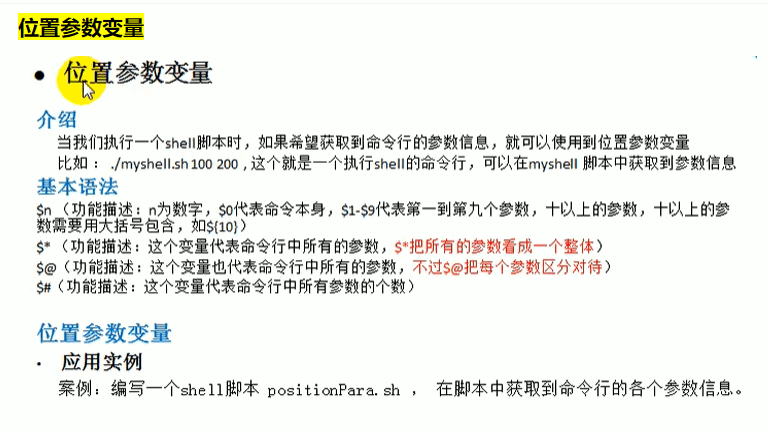 位置参数变量
• 位置参数变量
介绍
当我们执行一个shell脚本时，如果希望获取到命令行的参数信息，就可以使用到位置参数变量
比如 ： ./myshell.sh 100 200 , 这个就是一个执行shell的命令行，可以在myshell 脚本中获取到参数信息
基本语法
$n （功能描述：n为数字，$0代表命令本身，$1-$9代表第一到第九个参数，十以上的参数，十以上的参
数需要用大括号包含，如${10}）
$* （功能描述：这个变量代表命令行中所有的参数，$*把所有的参数看成一个整体）
$@（功能描述：这个变量也代表命令行中所有的参数，不过$@把每个参数区分对待）
$#（功能描述：这个变量代表命令行中所有参数的个数）
位置参数变量
• 应用实例
案例：编写一个shell脚本 positionPara.sh ， 在脚本中获取到命令行的各个参数信息。